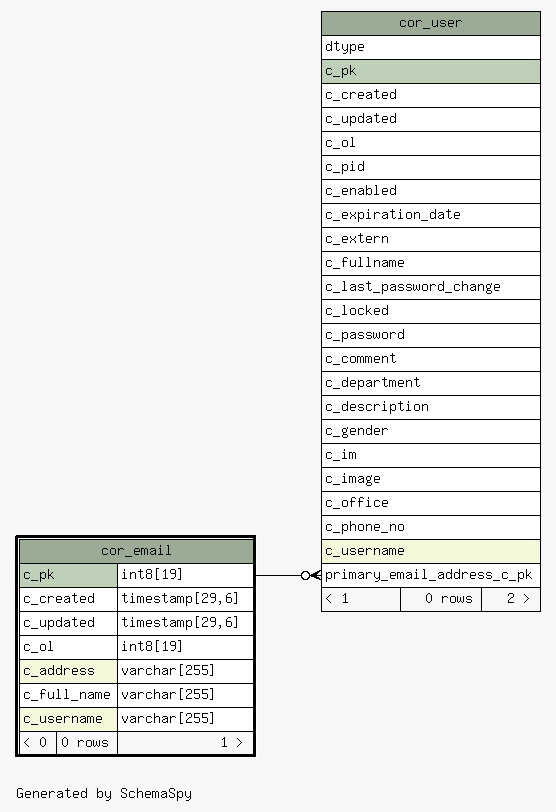 cor_user
dtype
c_pk
c_created
c_updated
c_ol
c_pid
c_enabled
c_expiration_date
c_extern
c_fullname
c_last_password_change
c_locked
c_password
c_comment
c_department
c_description
c_gender
c_im
c_image
c_office
c_phone_no
c_username
primary_email_address_c_pk
< 1 0 rows 2 >
cor_email
c_pk int8[19]
c_created timestamp[29,6]
c_updated timestamp[29,6]
c_ol int8[19]
c_address varchar[255]
c_full_name varchar[255]
c_username varchar[255]
< 0 0 rows 1 >
Generated by SchemaSpy